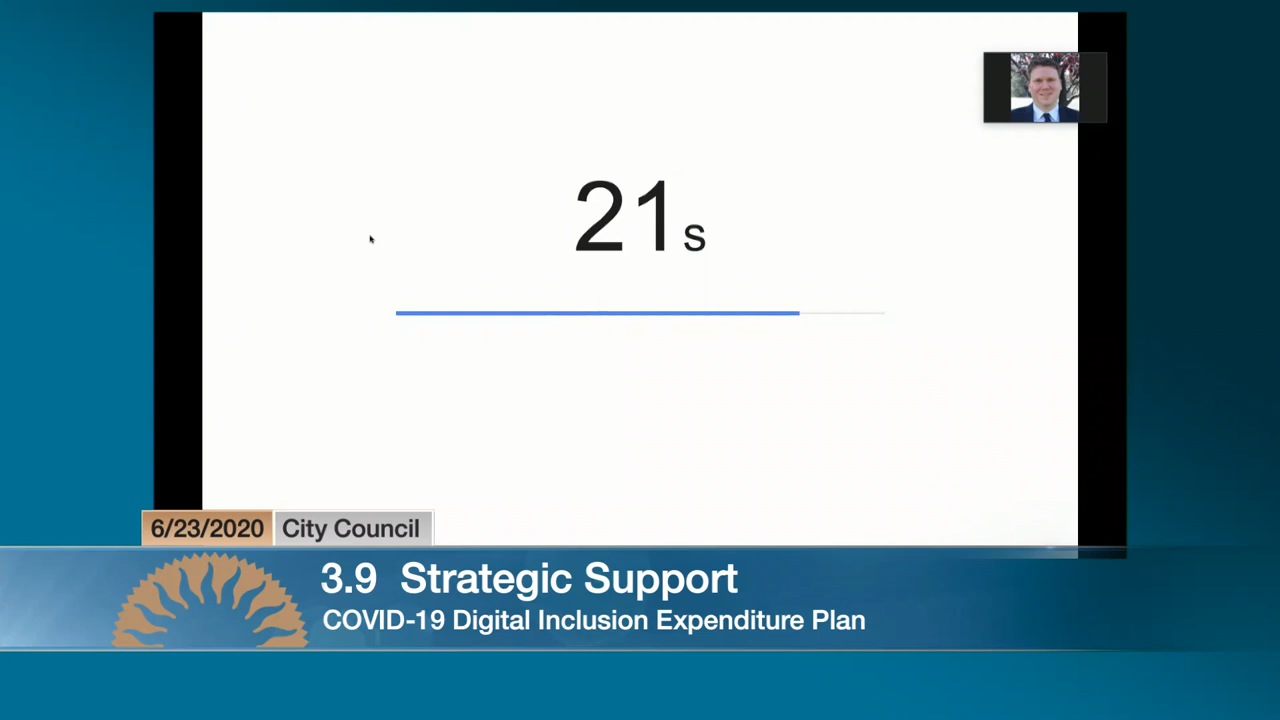 21s
6/23/2020 City Council
3.9 Strategic Support
COVID-19 Digital Inclusion Expenditure Plan